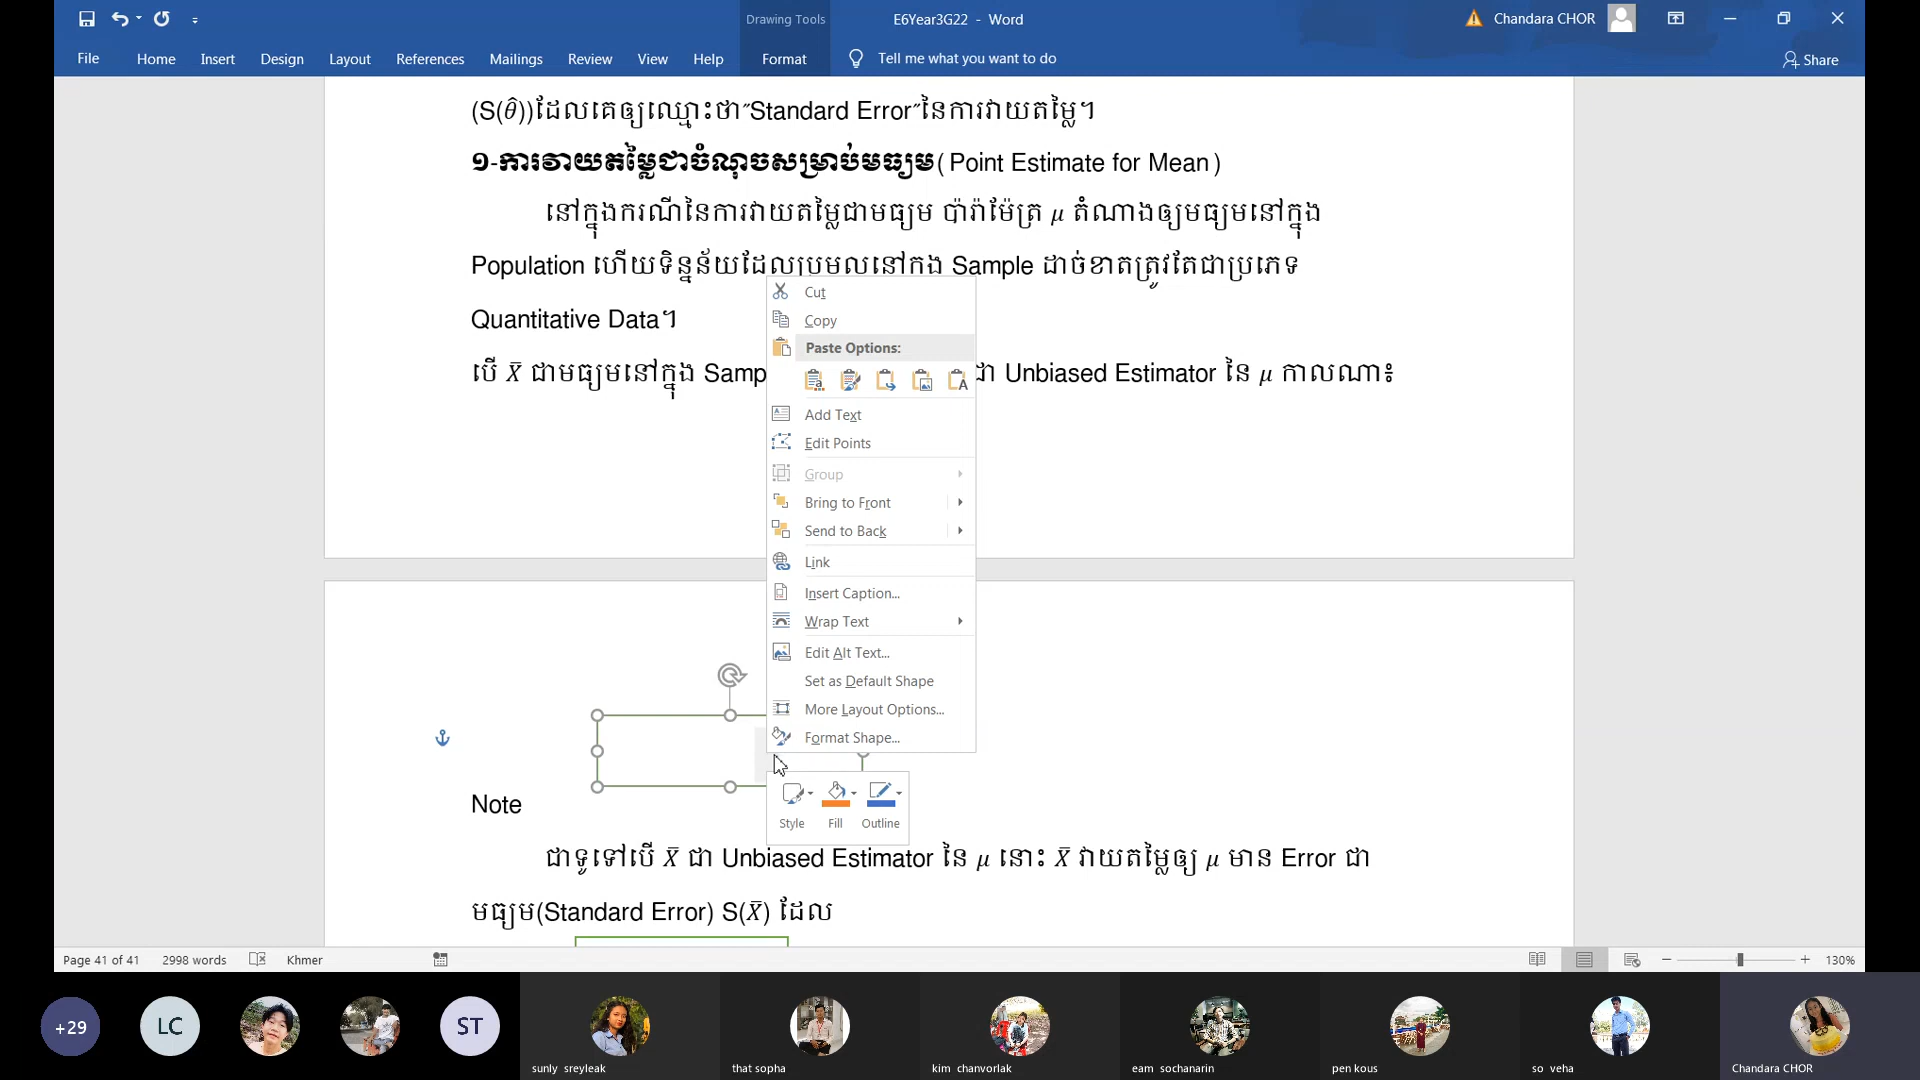 Drawing Tools
E6Year3G22 - Word
Chandara CHOR
File Home Insert Design Layout References Mailings Review View Help Format Tell me what you want to do Share
(S(θ̂))ដែលគេឲ្យឈ្មោះថា"Standard Error"នៃការវាយតម្លៃ។
១-ការវាយតម្លៃជាចំណុចសម្រាប់មធ្យម(Point Estimate for Mean)
នៅក្នុងករណីនៃការវាយតម្លៃជាមធ្យម ប៉ារ៉ាម៉ែត្រ μ តំណាងឲ្យមធ្យមនៅក្នុង
Population ហើយទិន្នន័យដែលប្រមូលនៅក្នុង Sample ដាច់ខាតត្រូវតែជាប្រភេទ
Quantitative Data។
បើ X̄ ជាមធ្យមនៅក្នុង Samp ជា Unbiased Estimator នៃ μ កាលណា៖
Cut
Copy
Paste Options:
Add Text
Edit Points
Group
Bring to Front
Send to Back
Link
Insert Caption...
Wrap Text
Edit Alt Text...
Set as Default Shape
More Layout Options...
Format Shape...
Style Fill Outline
Note
ជាទូទៅបើ X̄ ជា Unbiased Estimator នៃ μ នោះ X̄ វាយតម្លៃឲ្យ μ មាន Error ជា
មធ្យម(Standard Error) S(X̄) ដែល
Page 41 of 41 2998 words Khmer 130%
+29 LC ST
sunly sreyleak that sopha kim chanvorlak eam sochanarin pen kous so veha Chandara CHOR